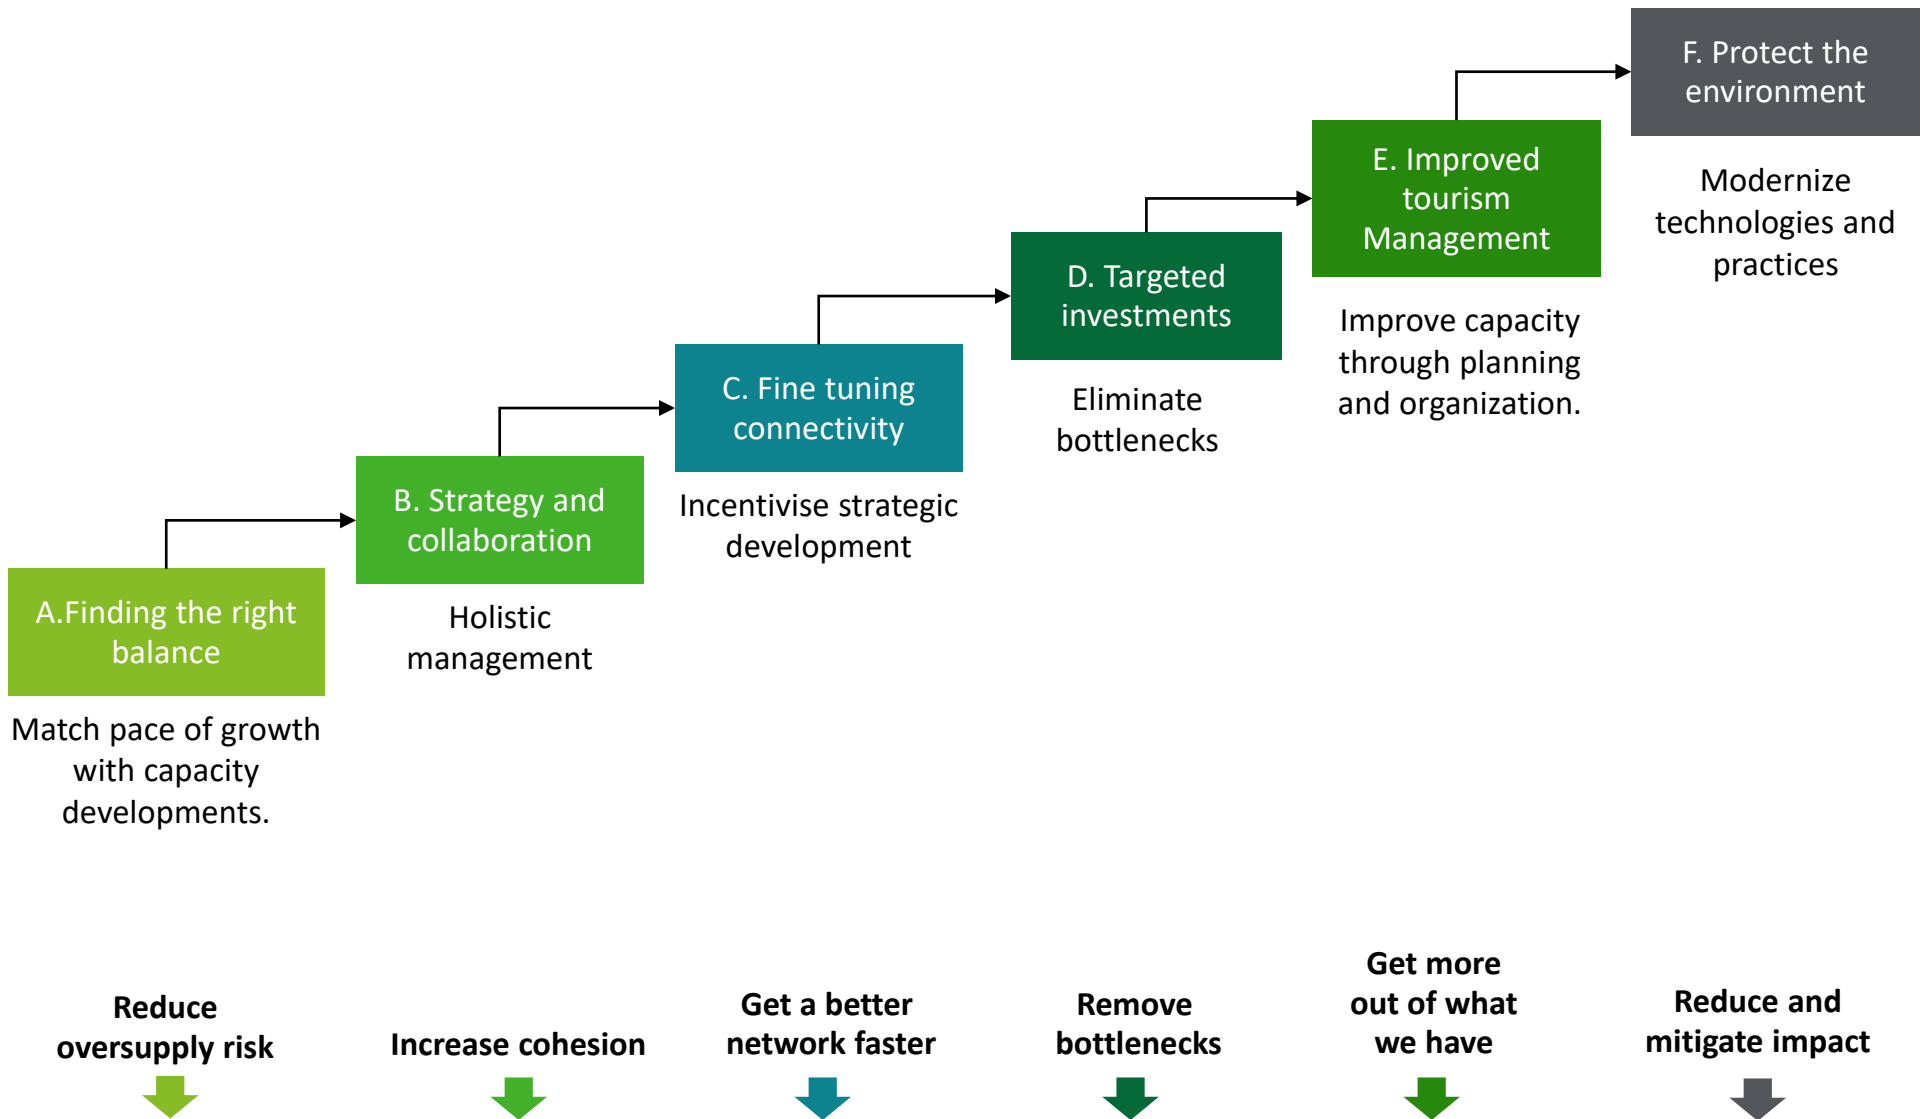 A.Finding the right
balance
Match pace of growth
with capacity
developments.
B. Strategy and
collaboration
Holistic
management
C. Fine tuning
connectivity
Incentivise strategic
development
D. Targeted
investments
Eliminate
bottlenecks
E. Improved
tourism
Management
Improve capacity
through planning
and organization.
F. Protect the
environment
Modernize
technologies and
practices
Reduce
oversupply risk
Increase cohesion
Get a better
network faster
Remove
bottlenecks
Get more
out of what
we have
Reduce and
mitigate impact